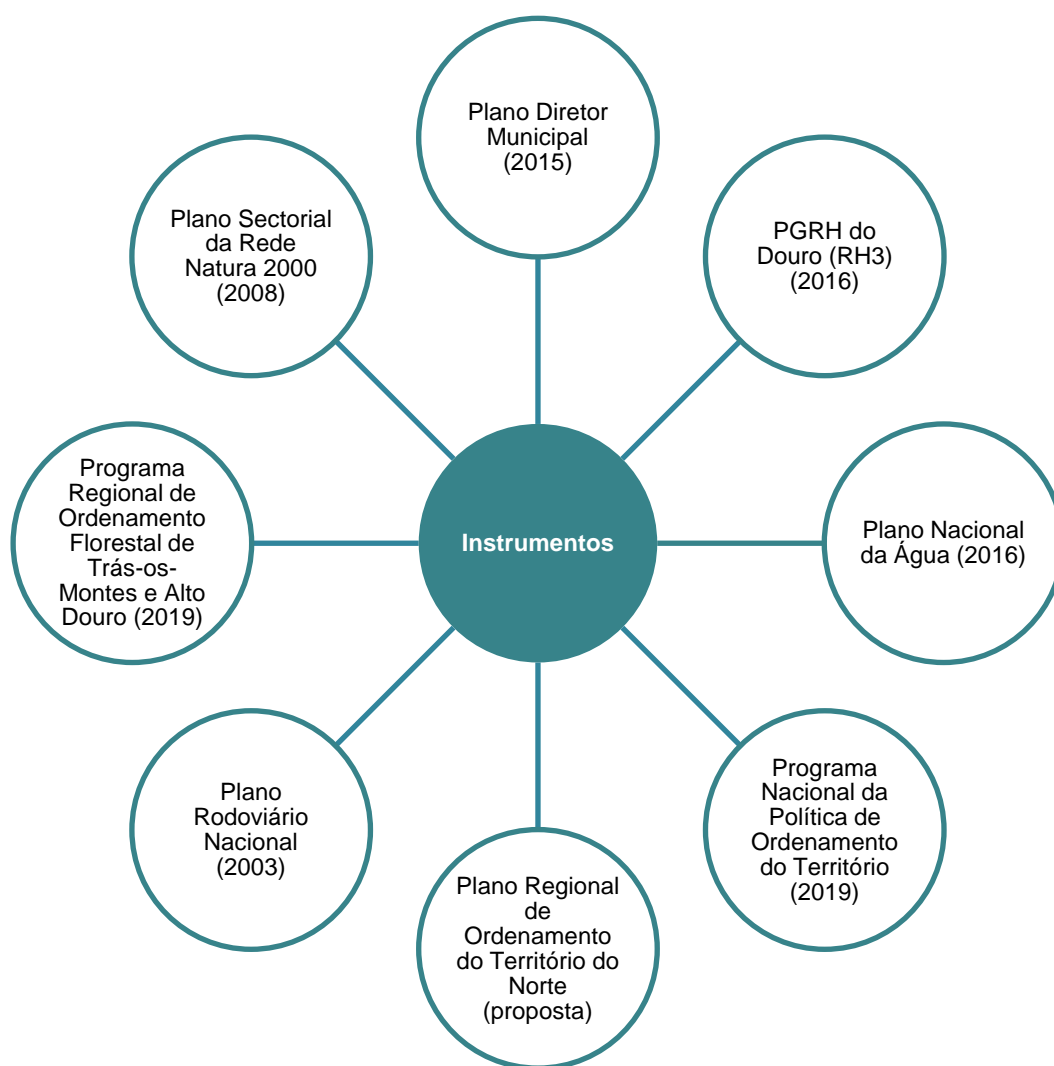 Plano Diretor
Municipal
(2015)
PGRH do
Douro (RH3)
(2016)
Plano Nacional
da Água (2016)
Programa
Nacional da
Política de
Ordenamento
do Território
(2019)
Plano Regional
de
Ordenamento
do Território do
Norte
(proposta)
Plano
Rodoviário
Nacional
(2003)
Programa
Regional de
Ordenamento
Florestal de
Trás-os-
Montes e Alto
Douro (2019)
Plano Sectorial
da Rede
Natura 2000
(2008)
Instrumentos